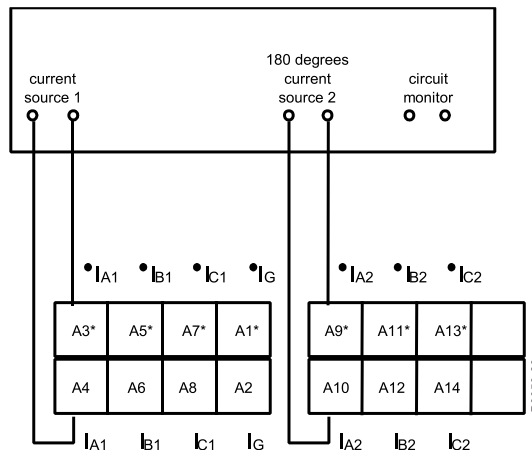 180 degrees
current
source 1
current
source 2
circuit
monitor
•IA1 •IB1 •IC1 •IG
•IA2 •IB2 •IC2
A3* A5* A7* A1*
A9* A11* A13*
A4 A6 A8 A2
A10 A12 A14
IA1 IB1 IC1 IG
IA2 IB2 IC2